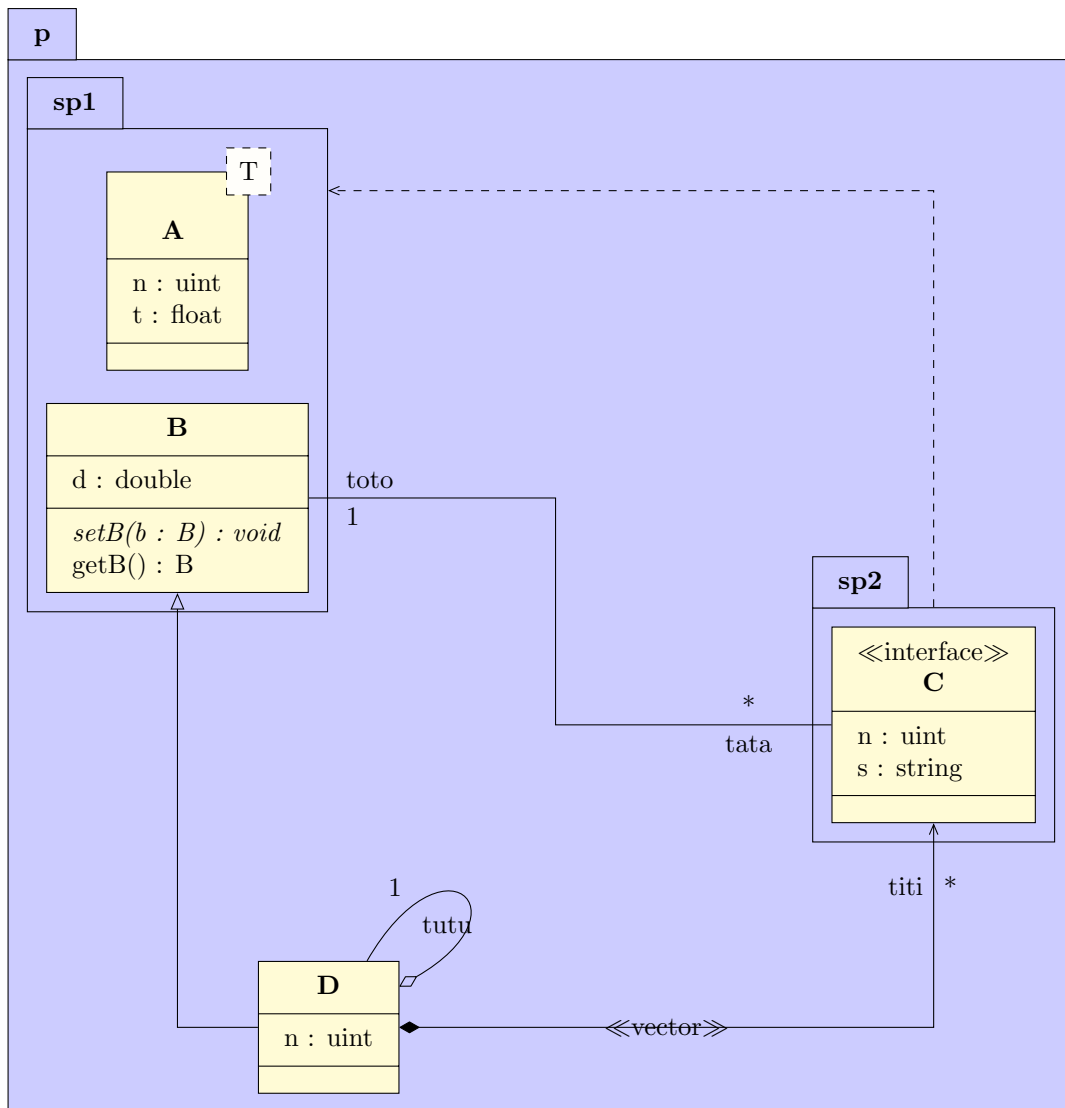 p
sp1
T
A
n : uint
t : float
B
d : double
setB(b : B) : void
getB() : B
toto
1
sp2
≪interface≫
C
n : uint
s : string
*
tata
titi *
1
tutu
D
n : uint
≪vector≫